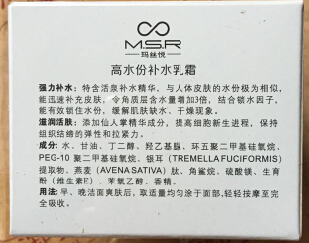 M.S.R
玛丝悦
高水份补水乳霜
强力补水：特含活泉补水精华，与人体皮肤的水份极为相似，
能迅速补充皮肤，令角质层含水量增加3倍，结合锁水因子，
能有效锁住水份，缓解肌肤缺水、干燥现象。
滋润活肤：添加仙人掌精华成分，提高细胞新生进程，保持
组织结缔的弹性和拉紧力。
成分：水、甘油、丁二醇、羟乙基脲、环五聚二甲基硅氧烷、
PEG-10 聚二甲基硅氧烷、银耳（TREMELLA FUCIFORMIS）
提取物、燕麦（AVENA SATIVA）肽、角鲨烷、硫酸镁、生育
酚（维生素E）、苯氧乙醇、香精。
用法：早、晚洁面爽肤后，取适量均匀涂于面部，轻轻按摩至完
全吸收。